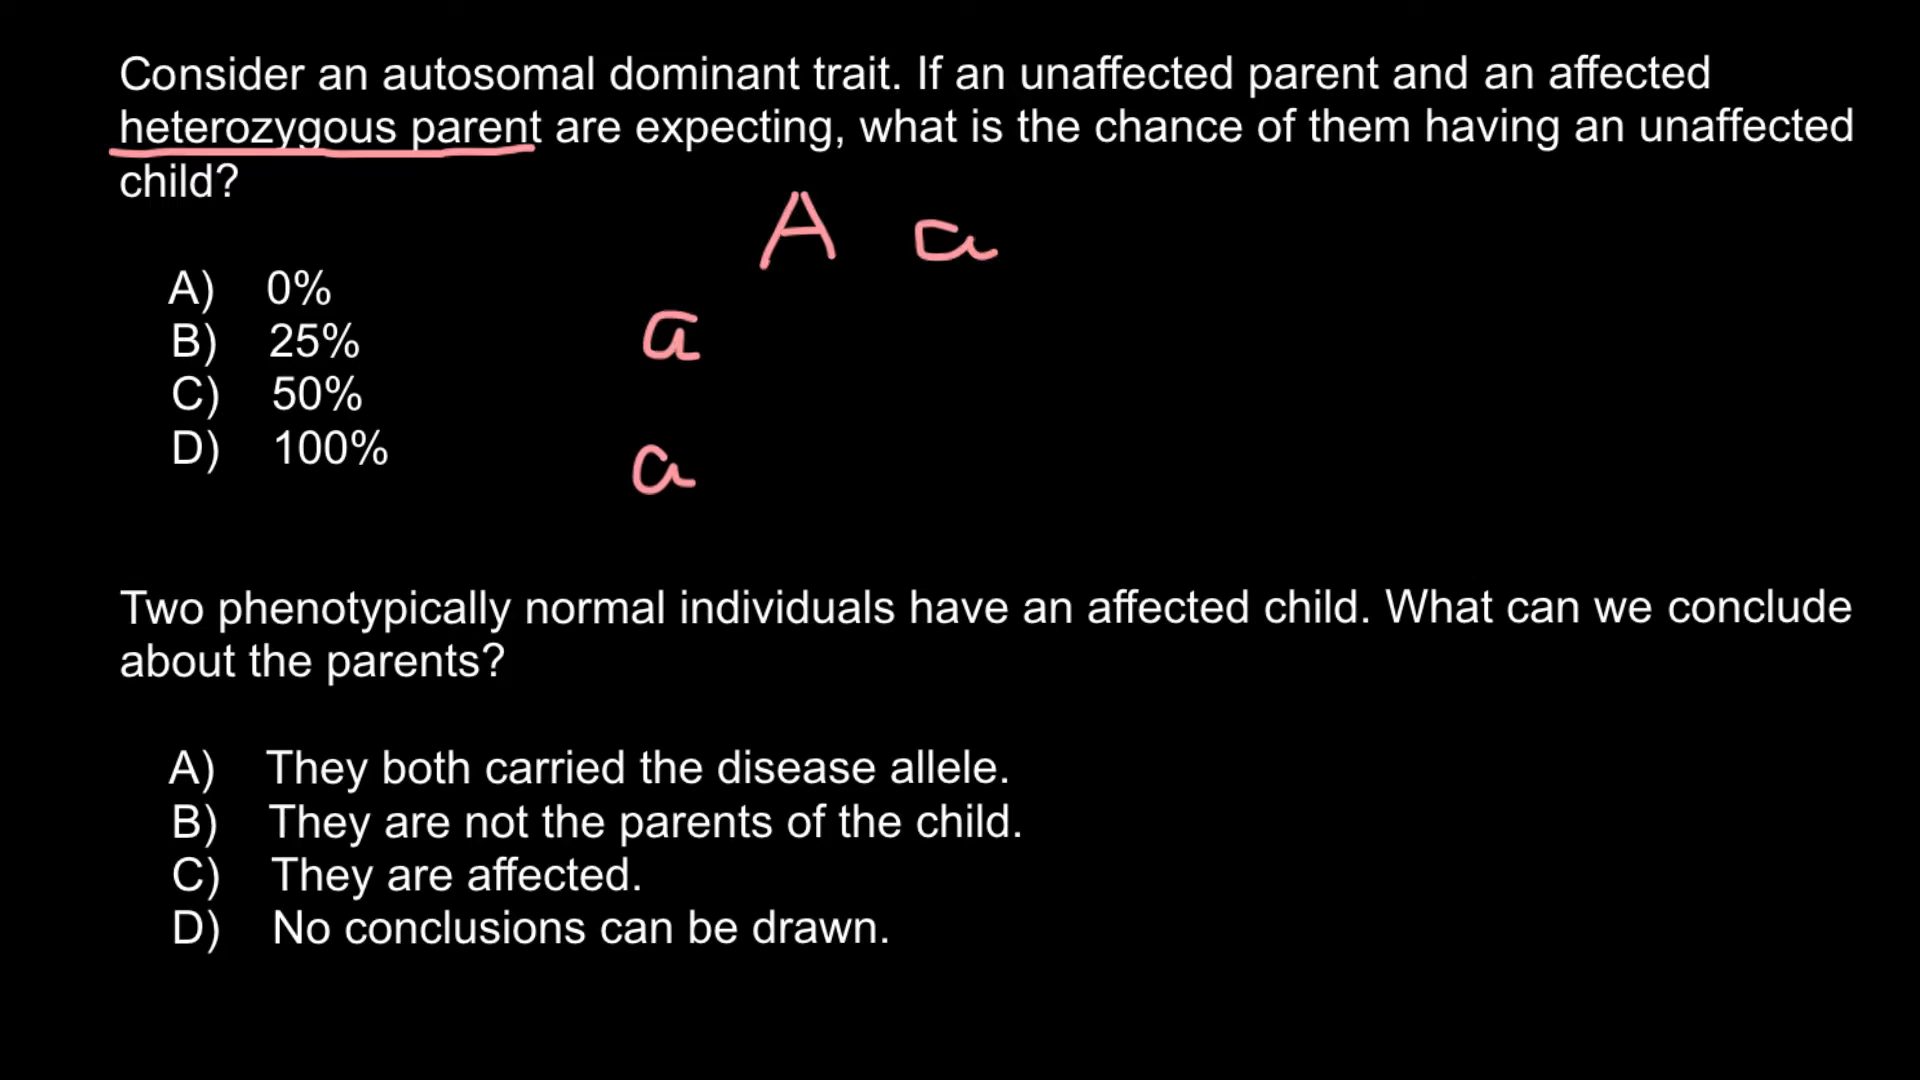 Consider an autosomal dominant trait. If an unaffected parent and an affected
heterozygous parent are expecting, what is the chance of them having an unaffected
child?
A a
A) 0%
B) 25%
a
C) 50%
D) 100%
a
Two phenotypically normal individuals have an affected child. What can we conclude
about the parents?
A) They both carried the disease allele.
B) They are not the parents of the child.
C) They are affected.
D) No conclusions can be drawn.